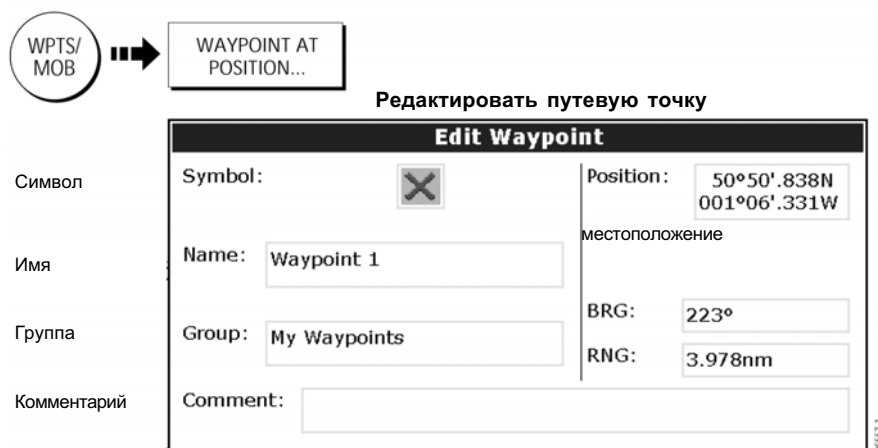 WPTS/
MOB
WAYPOINT AT
POSITION...
Редактировать путевую точку
Edit Waypoint
Символ
Symbol:
Position:
50°50'.838N
001°06'.331W
местоположение
Имя
Name:
Waypoint 1
Группа
Group:
My Waypoints
BRG:
223°
RNG:
3.978nm
Комментарий
Comment: